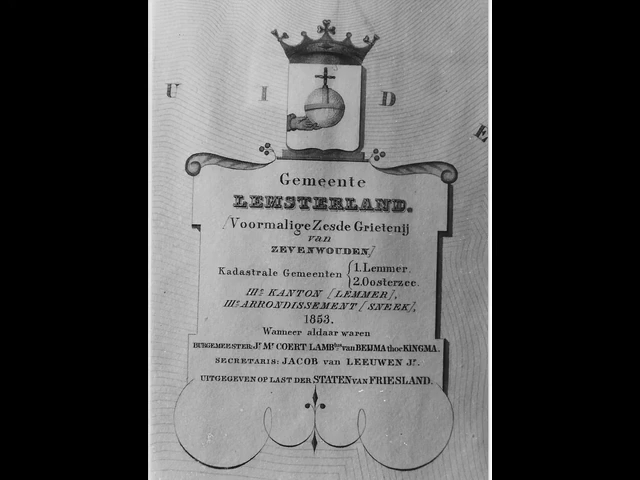 U I D E
Gemeente
LEMSTERLAND.
[Voormalige Zesde Grietenij
van
ZEVENWOUDEN]
Kadastrale Gemeenten { 1. Lemmer.
2. Oosterzee.
IIIe. KANTON [LEMMER],
IIIe. ARRONDISSEMENT [SNEEK],
1853.
Wanneer aldaar waren
BURGEMEESTER: Jr. Mr. COERT LAMBtus. van BEIJMA thoe KINGMA.
SECRETARIS: JACOB van LEEUWEN Jr.
UITGEGEVEN OP LAST DER STATEN van FRIESLAND.